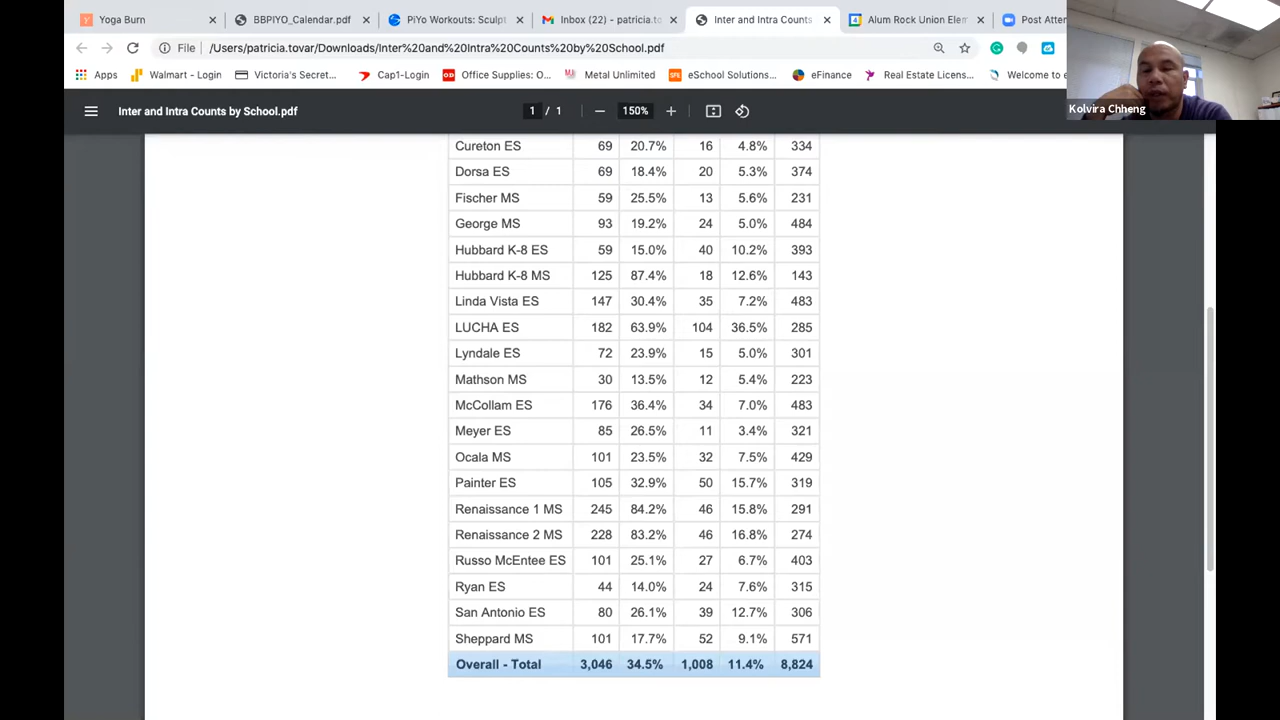 Yoga Burn
BBPIYO_Calendar.pdf
PiYo Workouts: Sculpt
Inbox (22) - patricia.to
Inter and Intra Counts
Alum Rock Union Elem
Post Atten
File
/Users/patricia.tovar/Downloads/Inter%20and%20Intra%20Counts%20by%20School.pdf
Apps
Walmart - Login
Victoria's Secret...
Cap1-Login
Office Supplies: O...
Metal Unlimited
eSchool Solutions...
eFinance
Real Estate Licens...
Welcome to e
Kolvira Chheng
Inter and Intra Counts by School.pdf
1 / 1
150%
Cureton ES 69 20.7% 16 4.8% 334
Dorsa ES 69 18.4% 20 5.3% 374
Fischer MS 59 25.5% 13 5.6% 231
George MS 93 19.2% 24 5.0% 484
Hubbard K-8 ES 59 15.0% 40 10.2% 393
Hubbard K-8 MS 125 87.4% 18 12.6% 143
Linda Vista ES 147 30.4% 35 7.2% 483
LUCHA ES 182 63.9% 104 36.5% 285
Lyndale ES 72 23.9% 15 5.0% 301
Mathson MS 30 13.5% 12 5.4% 223
McCollam ES 176 36.4% 34 7.0% 483
Meyer ES 85 26.5% 11 3.4% 321
Ocala MS 101 23.5% 32 7.5% 429
Painter ES 105 32.9% 50 15.7% 319
Renaissance 1 MS 245 84.2% 46 15.8% 291
Renaissance 2 MS 228 83.2% 46 16.8% 274
Russo McEntee ES 101 25.1% 27 6.7% 403
Ryan ES 44 14.0% 24 7.6% 315
San Antonio ES 80 26.1% 39 12.7% 306
Sheppard MS 101 17.7% 52 9.1% 571
Overall - Total 3,046 34.5% 1,008 11.4% 8,824